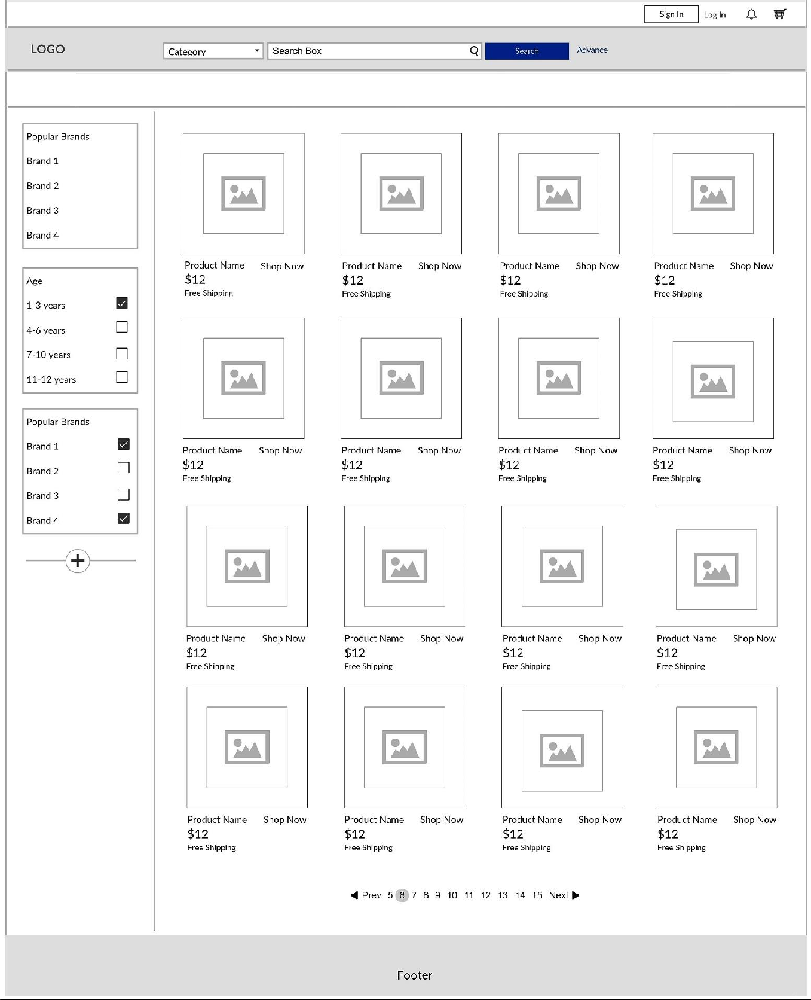 Sign In Log In
LOGO Category Search Box Search Advance
Popular Brands
Brand 1
Brand 2
Brand 3
Brand 4
Age
1-3 years
4-6 years
7-10 years
11-12 years
Popular Brands
Brand 1
Brand 2
Brand 3
Brand 4
Product Name Shop Now Product Name Shop Now Product Name Shop Now Product Name Shop Now
$12 $12 $12 $12
Free Shipping Free Shipping Free Shipping Free Shipping
Product Name Shop Now Product Name Shop Now Product Name Shop Now Product Name Shop Now
$12 $12 $12 $12
Free Shipping Free Shipping Free Shipping Free Shipping
Product Name Shop Now Product Name Shop Now Product Name Shop Now Product Name Shop Now
$12 $12 $12 $12
Free Shipping Free Shipping Free Shipping Free Shipping
Product Name Shop Now Product Name Shop Now Product Name Shop Now Product Name Shop Now
$12 $12 $12 $12
Free Shipping Free Shipping Free Shipping Free Shipping
Prev 5 6 7 8 9 10 11 12 13 14 15 Next
Footer